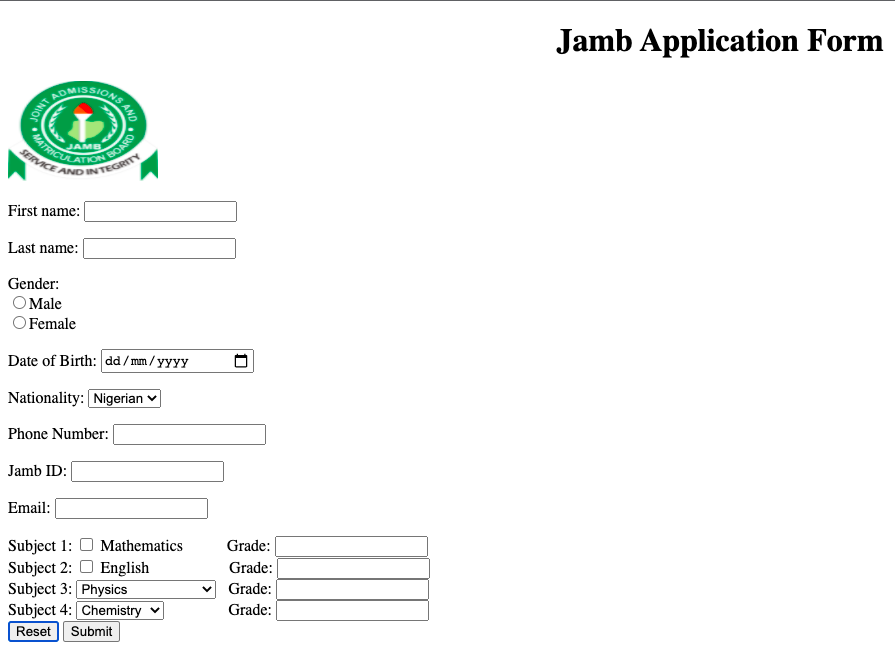 Jamb Application Form
JOINT ADMISSIONS AND
MATRICULATION BOARD
JAMB
SERVICE AND INTEGRITY
First name:
Last name:
Gender:
Male
Female
Date of Birth: dd/mm/yyyy
Nationality: Nigerian
Phone Number:
Jamb ID:
Email:
Subject 1: Mathematics Grade:
Subject 2: English Grade:
Subject 3: Physics Grade:
Subject 4: Chemistry Grade:
Reset Submit